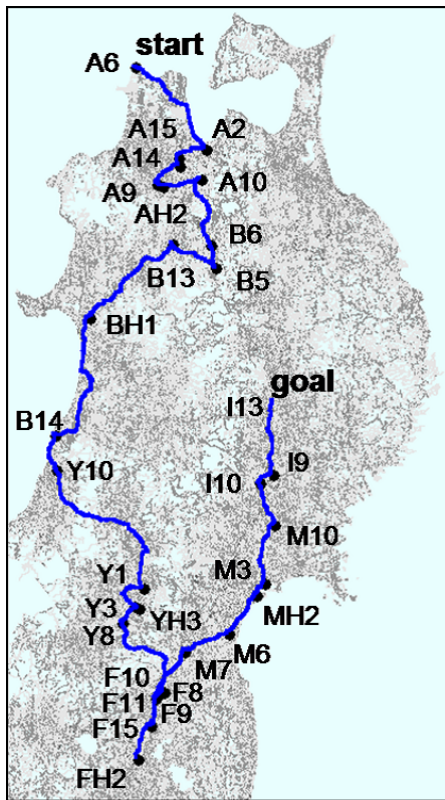 start
A6
A15
A2
A14
A9
A10
AH2
B6
B13
B5
BH1
goal
I13
B14
Y10
I9
I10
M10
Y1
M3
Y3
YH3
MH2
Y8
M6
M7
F10
F8
F11
F9
F15
FH2